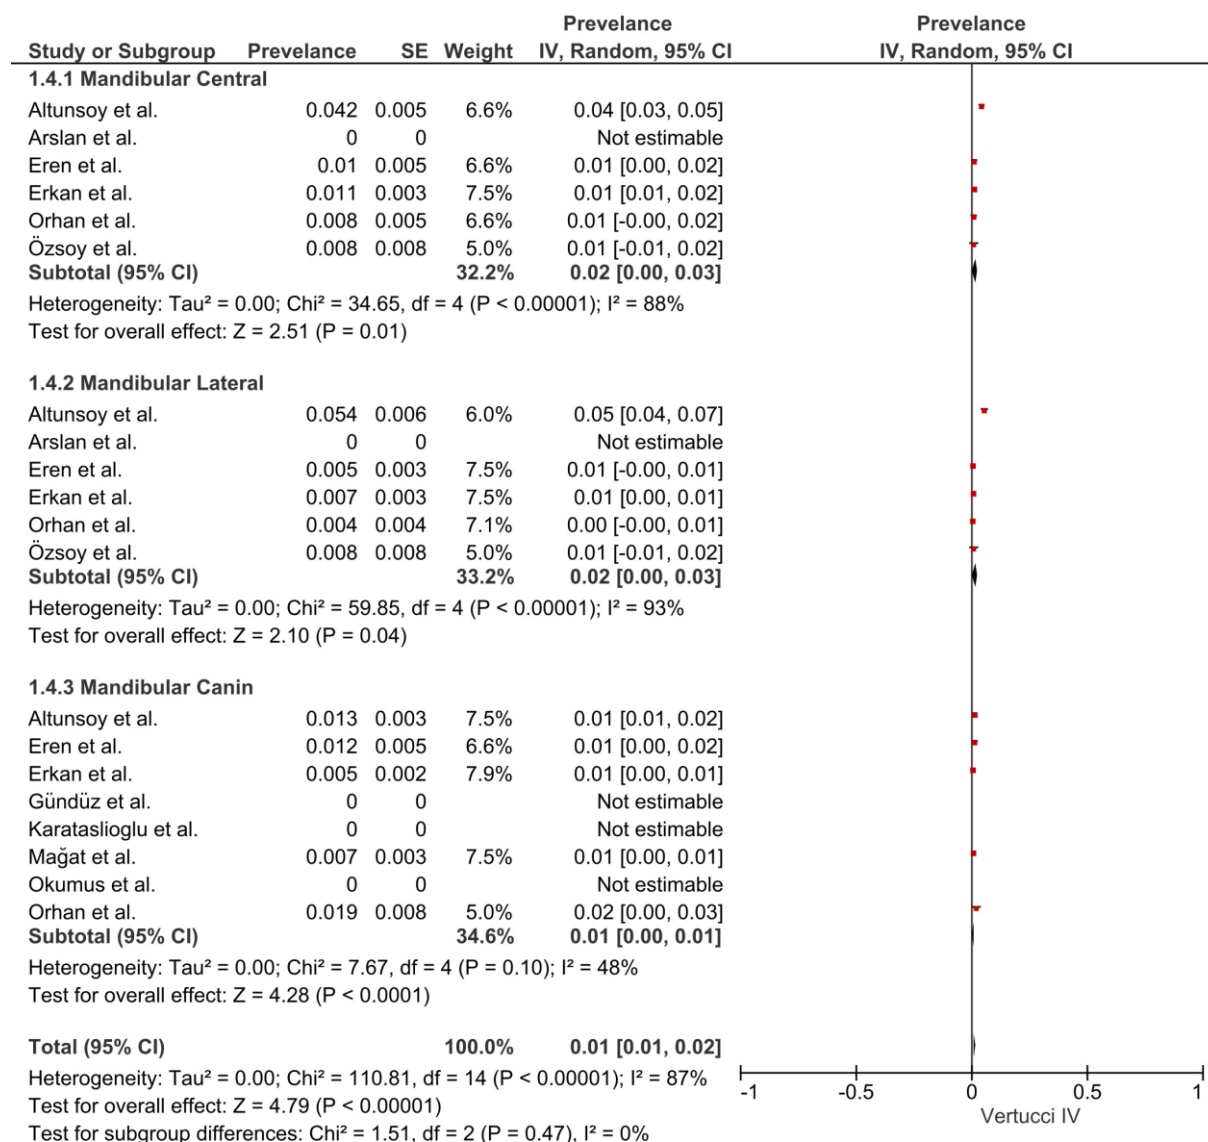 Prevelance Prevelance
Study or Subgroup Prevelance SE Weight IV, Random, 95% CI IV, Random, 95% CI
1.4.1 Mandibular Central
Altunsoy et al. 0.042 0.005 6.6% 0.04 [0.03, 0.05]
Arslan et al. 0 0 Not estimable
Eren et al. 0.01 0.005 6.6% 0.01 [0.00, 0.02]
Erkan et al. 0.011 0.003 7.5% 0.01 [0.01, 0.02]
Orhan et al. 0.008 0.005 6.6% 0.01 [-0.00, 0.02]
Özsoy et al. 0.008 0.008 5.0% 0.01 [-0.01, 0.02]
Subtotal (95% CI) 32.2% 0.02 [0.00, 0.03]
Heterogeneity: Tau² = 0.00; Chi² = 34.65, df = 4 (P < 0.00001); I² = 88%
Test for overall effect: Z = 2.51 (P = 0.01)
1.4.2 Mandibular Lateral
Altunsoy et al. 0.054 0.006 6.0% 0.05 [0.04, 0.07]
Arslan et al. 0 0 Not estimable
Eren et al. 0.005 0.003 7.5% 0.01 [-0.00, 0.01]
Erkan et al. 0.007 0.003 7.5% 0.01 [0.00, 0.01]
Orhan et al. 0.004 0.004 7.1% 0.00 [-0.00, 0.01]
Özsoy et al. 0.008 0.008 5.0% 0.01 [-0.01, 0.02]
Subtotal (95% CI) 33.2% 0.02 [0.00, 0.03]
Heterogeneity: Tau² = 0.00; Chi² = 59.85, df = 4 (P < 0.00001); I² = 93%
Test for overall effect: Z = 2.10 (P = 0.04)
1.4.3 Mandibular Canin
Altunsoy et al. 0.013 0.003 7.5% 0.01 [0.01, 0.02]
Eren et al. 0.012 0.005 6.6% 0.01 [0.00, 0.02]
Erkan et al. 0.005 0.002 7.9% 0.01 [0.00, 0.01]
Gündüz et al. 0 0 Not estimable
Karataslioglu et al. 0 0 Not estimable
Mağat et al. 0.007 0.003 7.5% 0.01 [0.00, 0.01]
Okumus et al. 0 0 Not estimable
Orhan et al. 0.019 0.008 5.0% 0.02 [0.00, 0.03]
Subtotal (95% CI) 34.6% 0.01 [0.00, 0.01]
Heterogeneity: Tau² = 0.00; Chi² = 7.67, df = 4 (P = 0.10); I² = 48%
Test for overall effect: Z = 4.28 (P < 0.0001)
Total (95% CI) 100.0% 0.01 [0.01, 0.02]
Heterogeneity: Tau² = 0.00; Chi² = 110.81, df = 14 (P < 0.00001); I² = 87%
Test for overall effect: Z = 4.79 (P < 0.00001)
Test for subgroup differences: Chi² = 1.51, df = 2 (P = 0.47), I² = 0%
-1 -0.5 0 0.5 1
Vertucci IV